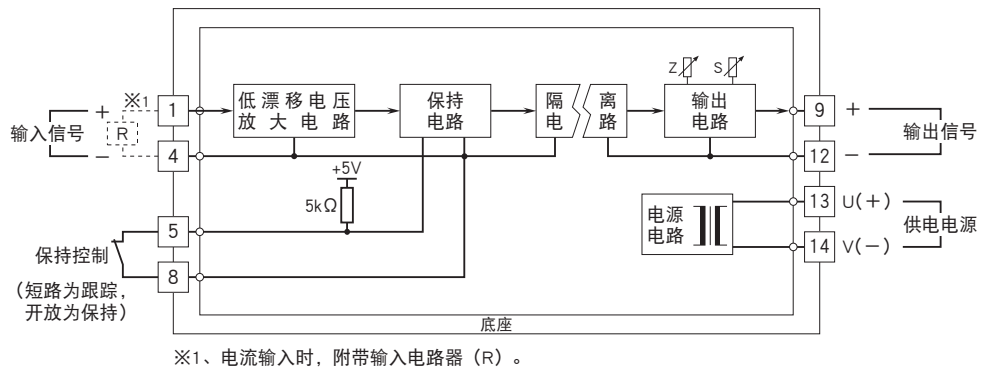 Z S
※1
+
1
低漂移电压
放大电路
保持
电路
隔 离
电 路
输出
电路
9
+
输入信号
R
输出信号
−
4
12
−
+5V
5kΩ
13
U(+)
电源
电路
供电电源
5
14
V(−)
保持控制
8
(短路为跟踪,
开放为保持)
底座
※1、电流输入时,附带输入电路器(R)。